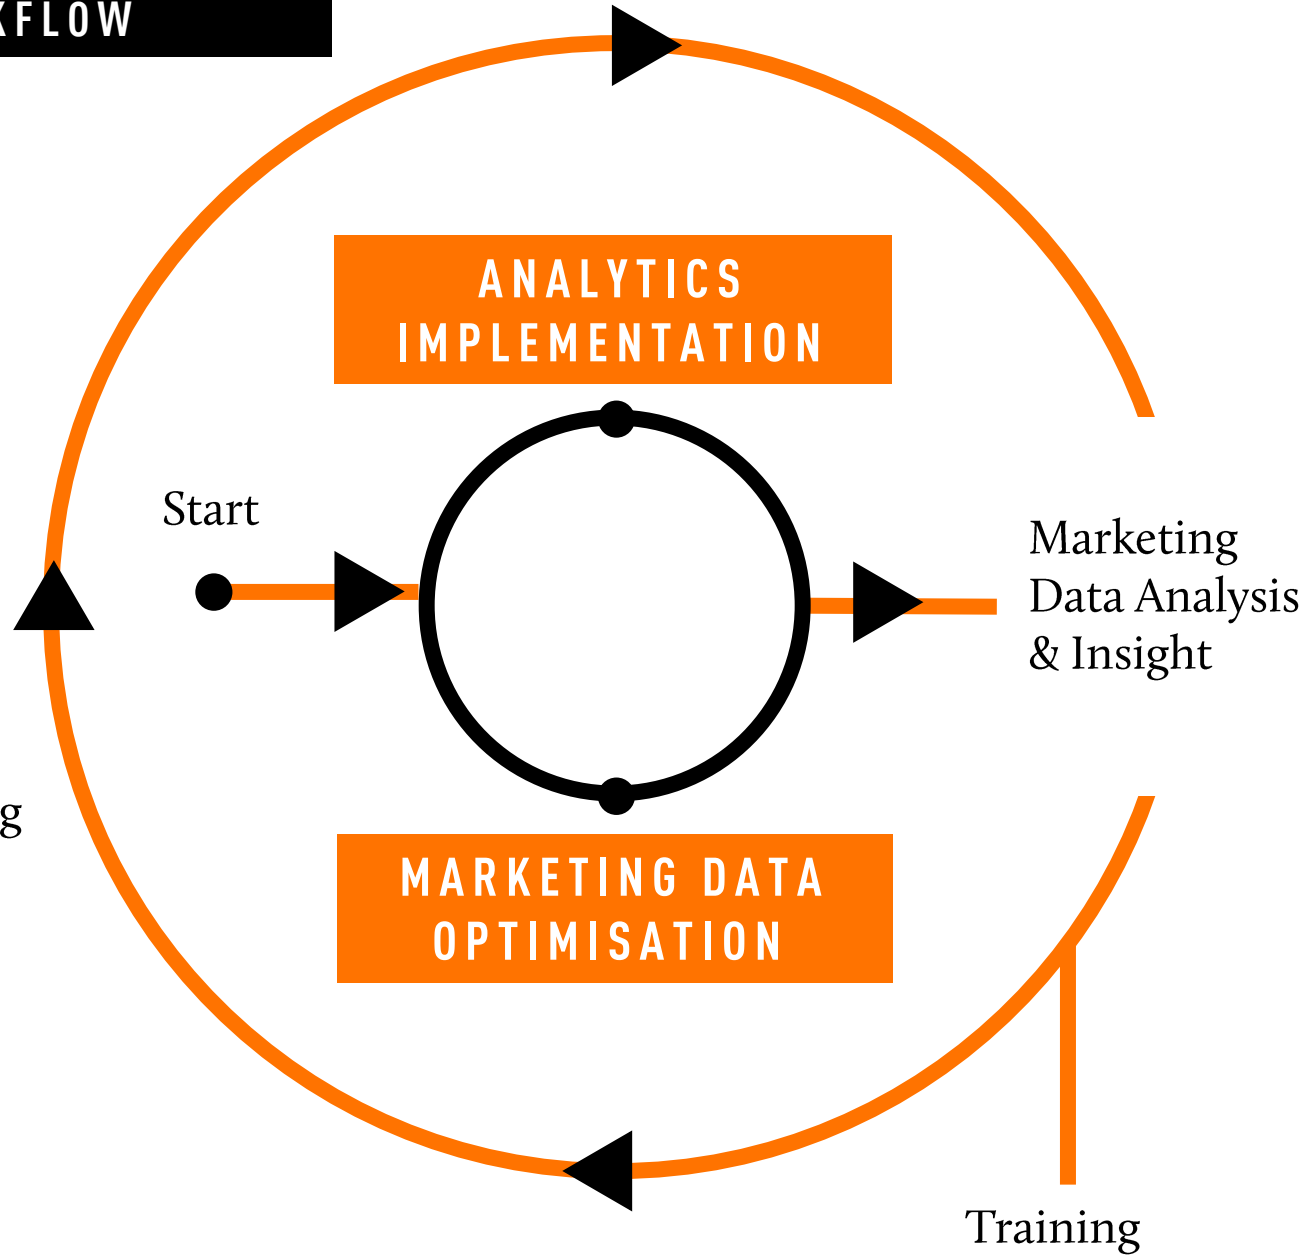 KFLOW
ANALYTICS
IMPLEMENTATION
Start
Marketing
Data Analysis
& Insight
g
MARKETING DATA
OPTIMISATION
Training